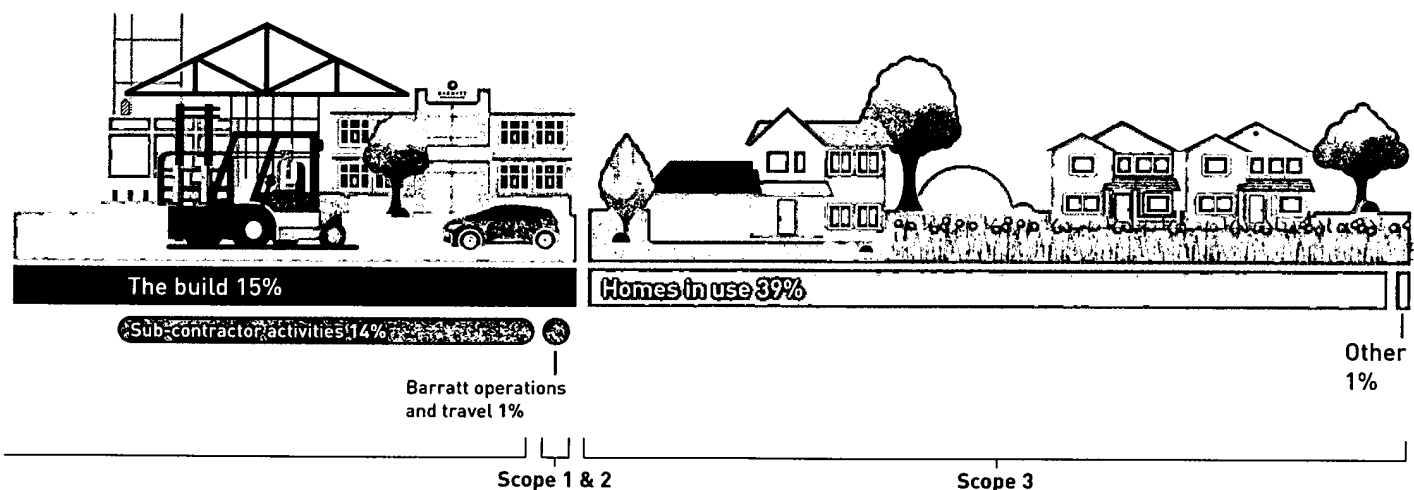 BARRATT
The build 15%
Homes in use 39%
Sub-contractor activities 14%
Other
1%
Barratt operations
and travel 1%
Scope 1 & 2
Scope 3